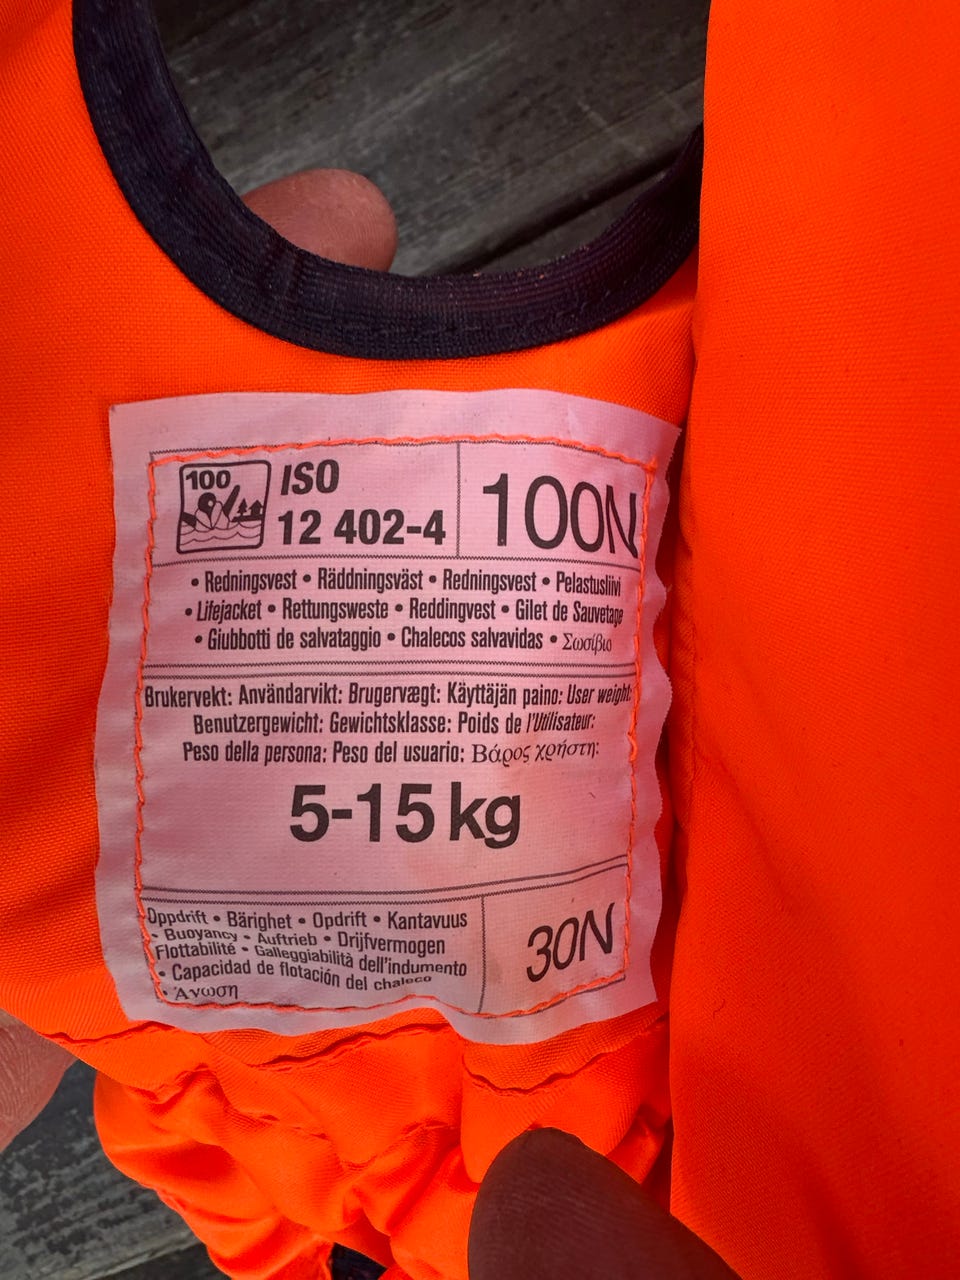 100
ISO
12 402-4
100N
• Redningsvest • Räddningsväst • Redningsvest • Pelastusliivi
• Lifejacket • Rettungsweste • Reddingvest • Gilet de Sauvetage
• Giubbotti de salvataggio • Chalecos salvavidas • Σωσίβιο
Brukervekt: Användarvikt: Brugervægt: Käyttäjän paino: User weight:
Benutzergewicht: Gewichtsklasse: Poids de l'Utilisateur:
Peso della persona: Peso del usuario: Βάρος χρήστη:
5-15 kg
Oppdrift • Bärighet • Opdrift • Kantavuus
• Buoyancy • Auftrieb • Drijfvermogen
Flottabilité • Galleggiabilità dell'indumento
• Capacidad de flotación del chaleco
• Άνωση
30N